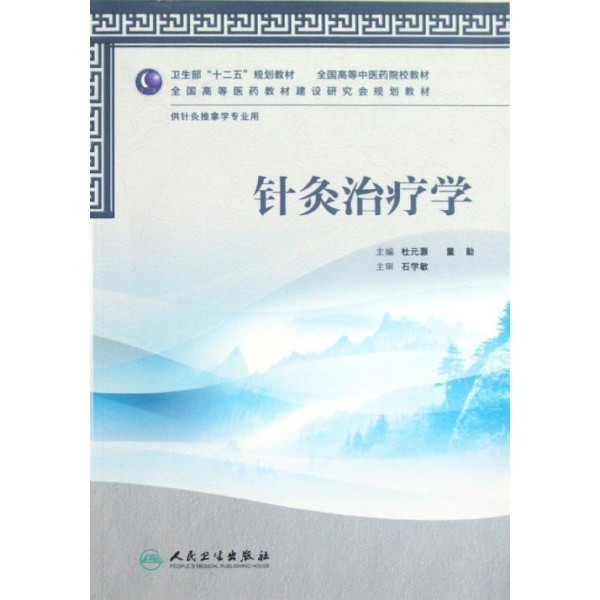 卫生部“十二五”规划教材 全国高等中医药院校教材
全国高等医药教材建设研究会规划教材
供针灸推拿学专业用
针灸治疗学
主编 杜元灏 董勤
主审 石学敏
人民卫生出版社
PEOPLE'S MEDICAL PUBLISHING HOUSE